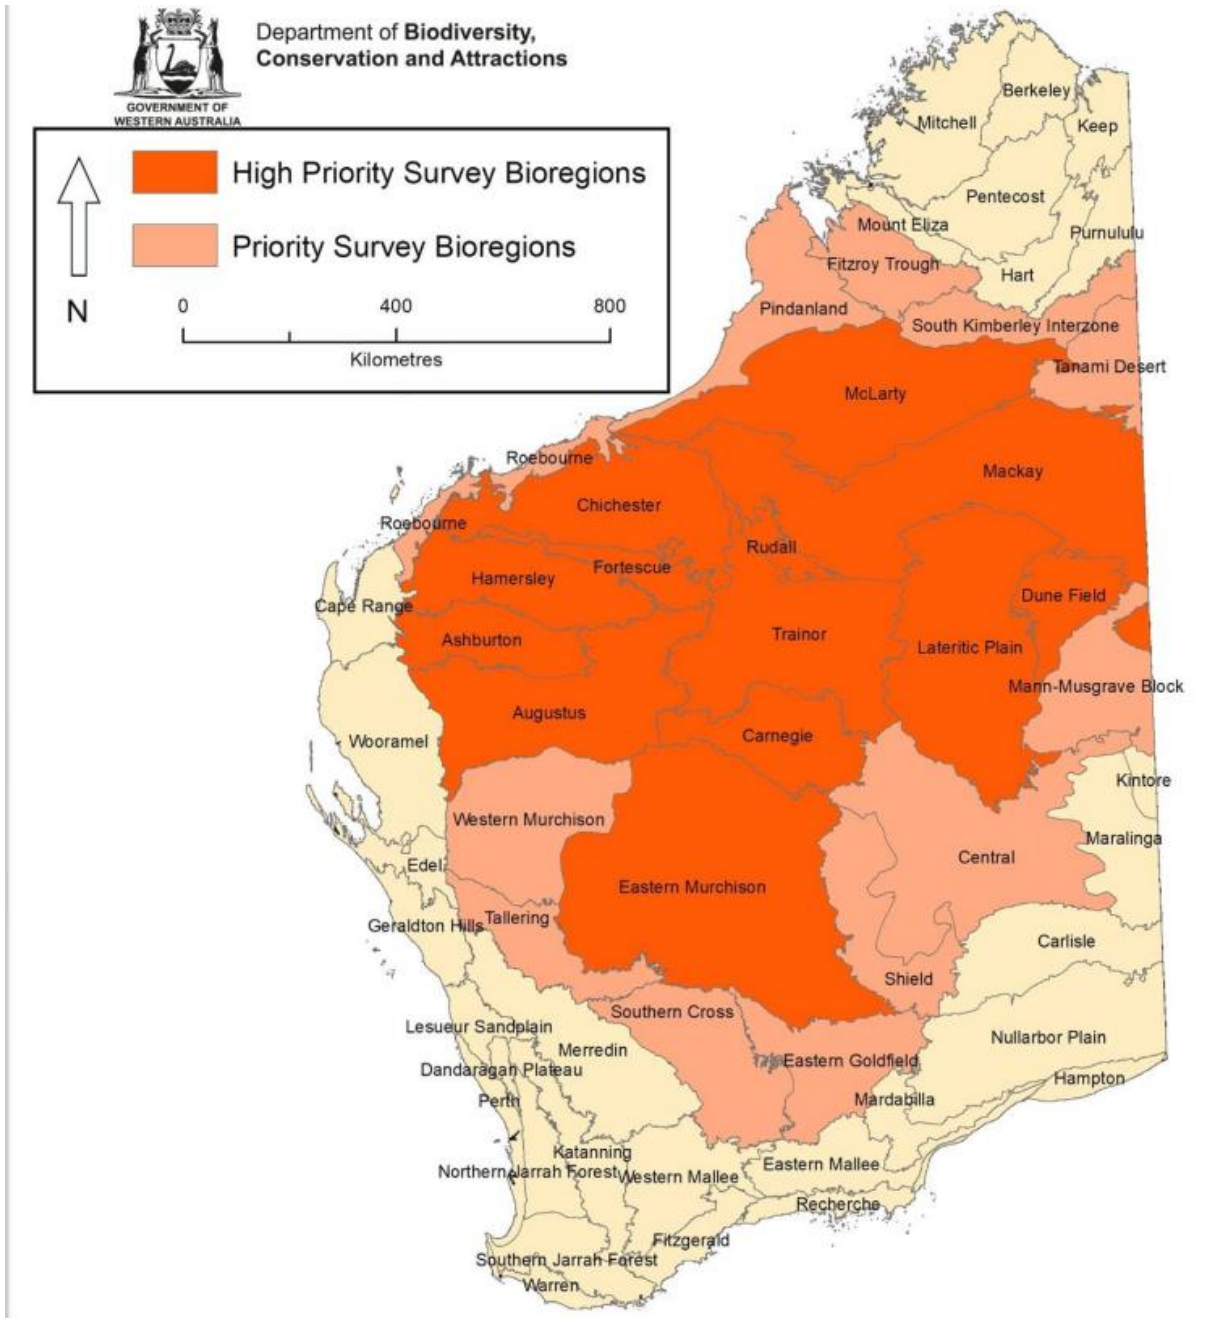 Department of Biodiversity,
Conservation and Attractions
GOVERNMENT OF
WESTERN AUSTRALIA
High Priority Survey Bioregions
Priority Survey Bioregions
N
0 400 800
Kilometres
Berkeley
Mitchell
Keep
Pentecost
Mount Eliza
Purnululu
Fitzroy Trough
Hart
Pindanland
South Kimberley Interzone
Tanami Desert
McLarty
Roebourne
Mackay
Chichester
Roebourne
Rudall
Fortescue
Hamersley
Dune Field
Cape Range
Trainor
Ashburton
Lateritic Plain
Mann-Musgrave Block
Augustus
Carnegie
Wooramel
Kintore
Western Murchison
Maralinga
Central
Edel
Eastern Murchison
Tallering
Geraldton Hills
Carlisle
Shield
Southern Cross
Lesueur Sandplain
Nullarbor Plain
Merredin
Eastern Goldfield
Dandaragan Plateau
Hampton
Perth
Mardabilla
Katanning
Eastern Mallee
Northern Jarrah Forest
Western Mallee
Recherche
Fitzgerald
Southern Jarrah Forest
Warren